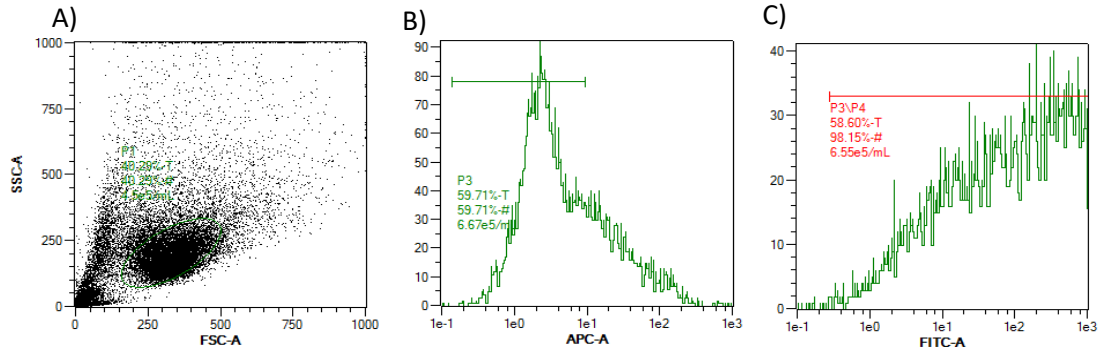 A)
1000
750
500
250
0
SSC-A
0
250
500
750
1000
FSC-A
B)
90
80
70
60
50
40
30
20
10
0
P3
59.71%-T
59.71%-#
6.67e5/mL
1e-1
1e0
1e1
1e2
1e3
APC-A
C)
40
30
20
10
0
P3\P4
58.60%-T
98.15%-#
6.55e5/mL
1e-1
1e0
1e1
1e2
1e3
FITC-A